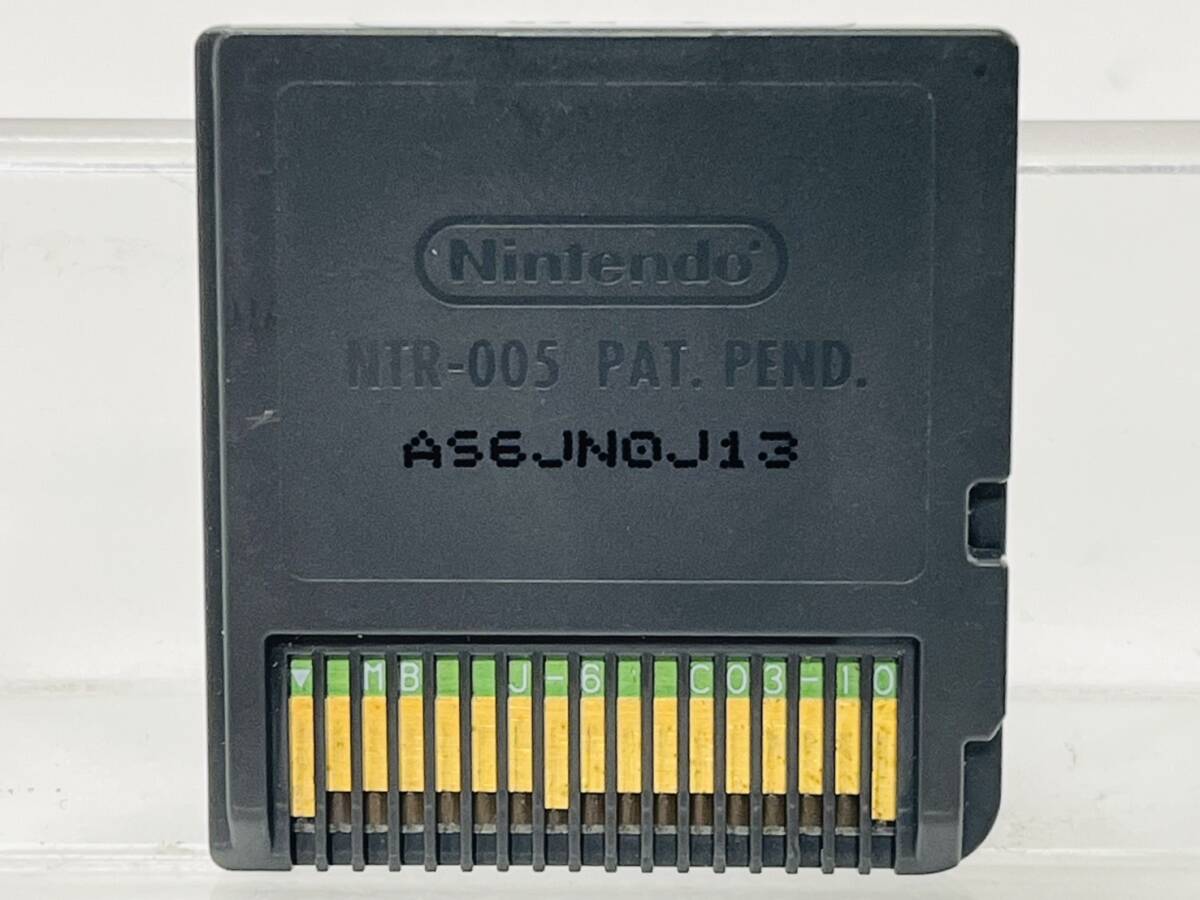 Nintendo
NTR-005 PAT. PEND.
AS6JN0J13
▼ MB J-6 C03-10